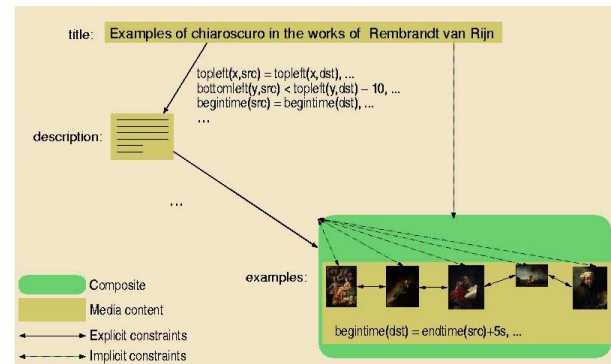 title: Examples of chiaroscuro in the works of Rembrandt van Rijn
topleft(x,src) = topleft(x,dst), ...
bottomleft(y,src) < topleft(y,dst) – 10, ...
begintime(src) = begintime(dst), ...
...
description:
...
examples:
begintime(dst) = endtime(src)+5s, ...
Composite
Media content
Explicit constraints
Implicit constraints